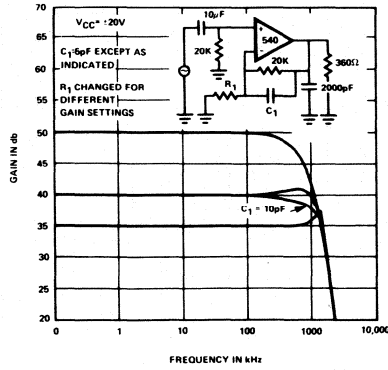 VCC= ±20V
C1=5pF EXCEPT AS
INDICATED
R1 CHANGED FOR
DIFFERENT
GAIN SETTINGS
10µF
20K
+
-
540
20K
R1
C1
360Ω
2000pF
C1 = 10pF
GAIN IN db
70
65
60
55
50
45
40
35
30
25
20
0
1
10
100
1000
10,000
FREQUENCY IN kHz